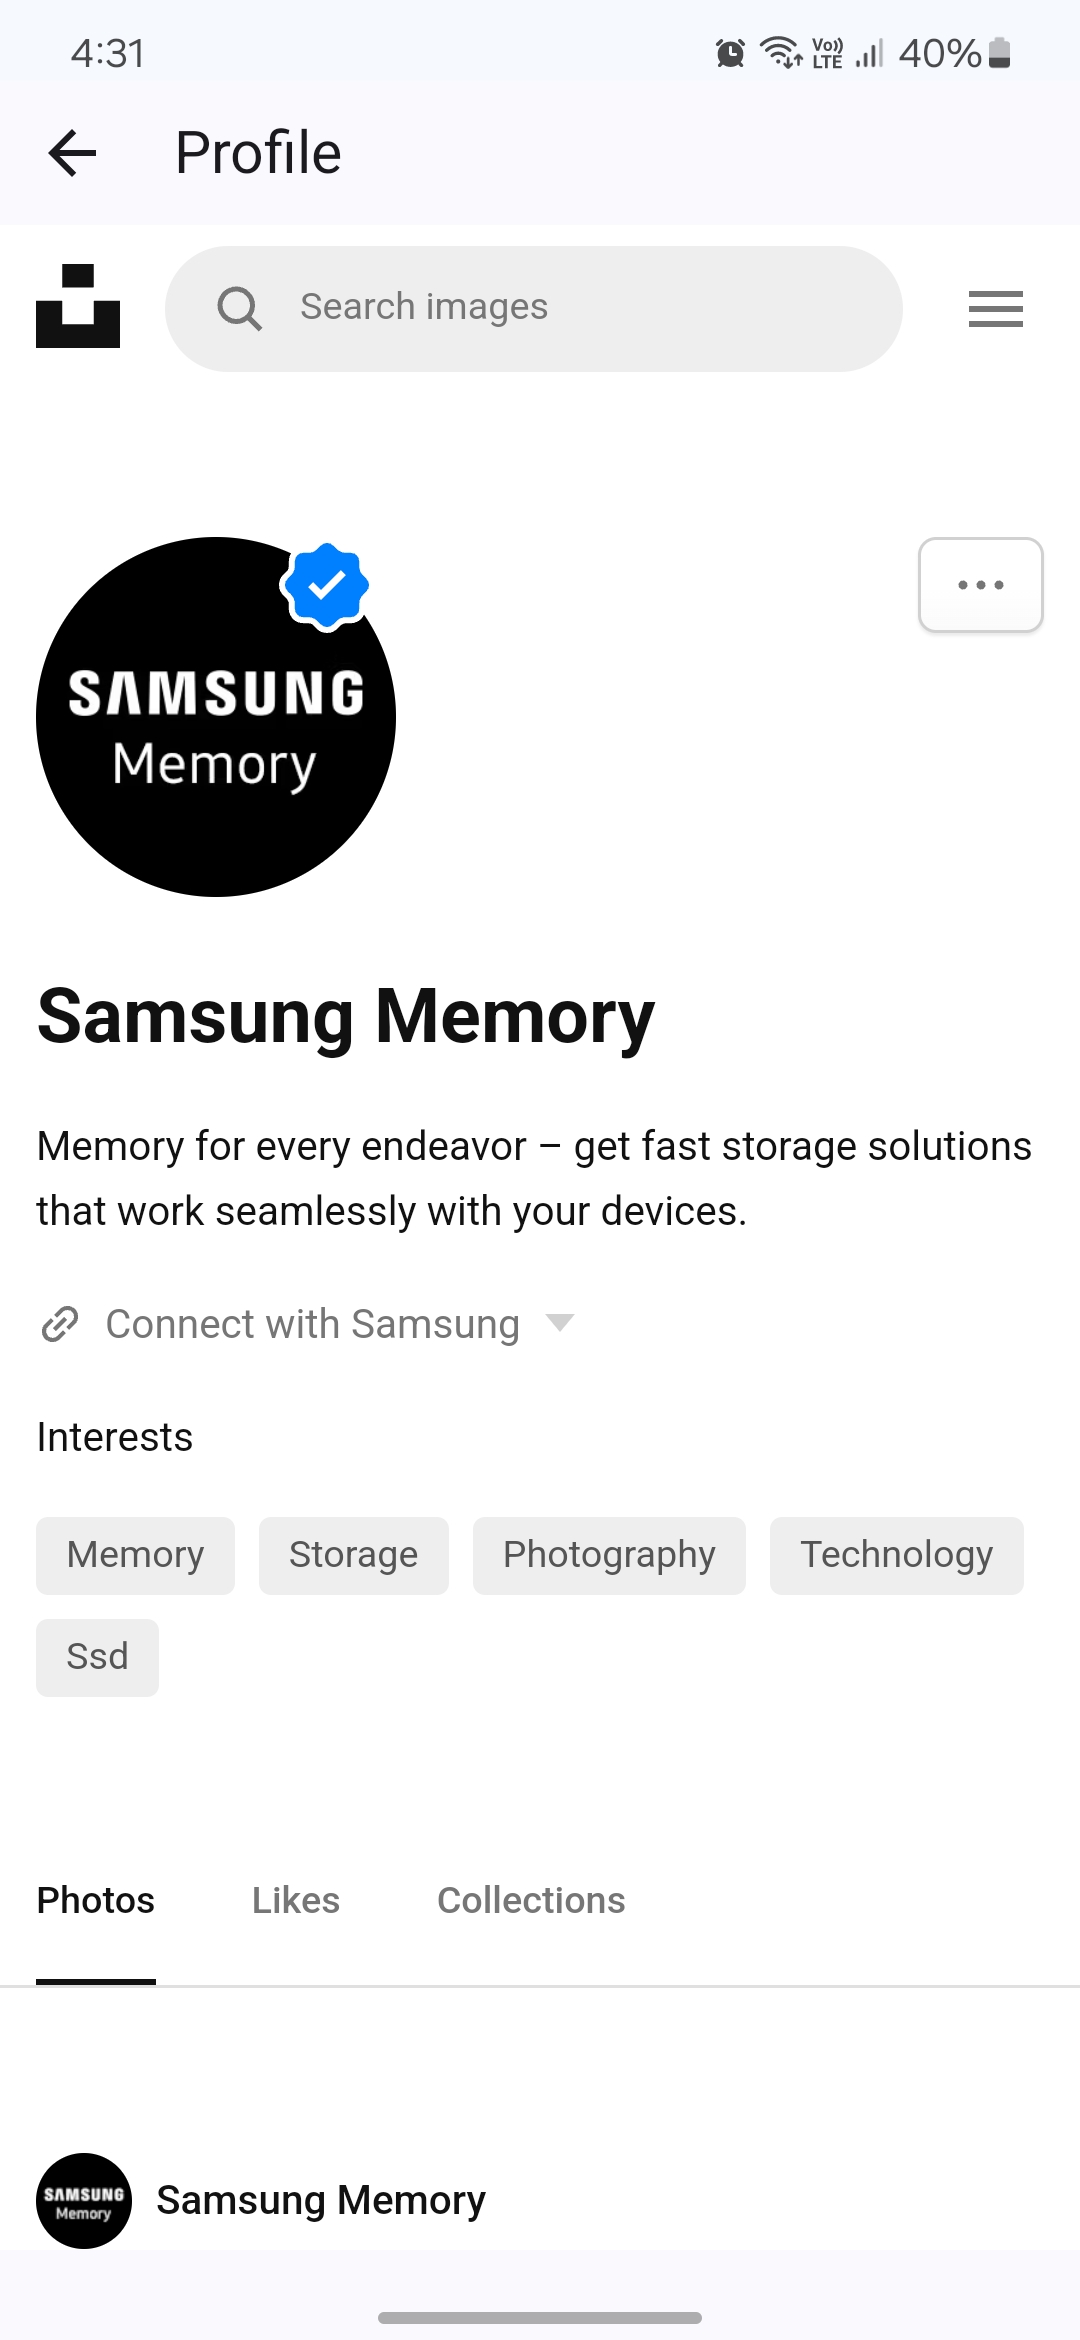 4:31
Vo)) LTE 40%
Profile
Search images
SAMSUNG
Memory
Samsung Memory
Memory for every endeavor – get fast storage solutions
that work seamlessly with your devices.
Connect with Samsung
Interests
Memory Storage Photography Technology
Ssd
Photos Likes Collections
SAMSUNG
Memory
Samsung Memory